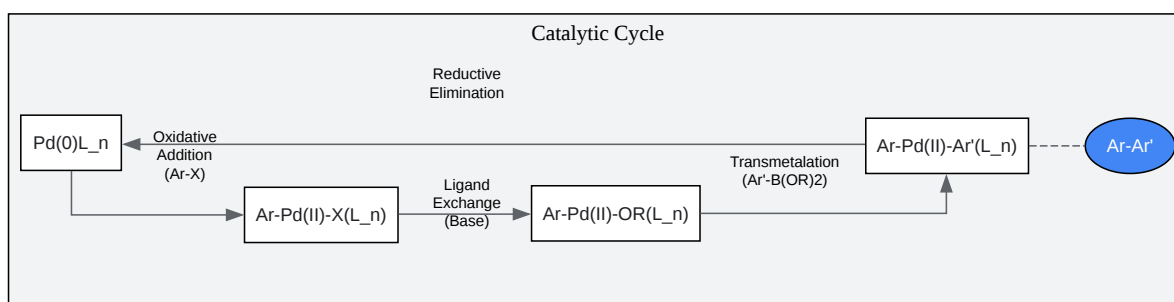 Catalytic Cycle
Reductive
Elimination
Pd(0)L_n
Oxidative
Addition
(Ar-X)
Ar-Pd(II)-X(L_n)
Ligand
Exchange
(Base)
Ar-Pd(II)-OR(L_n)
Transmetalation
(Ar'-B(OR)2)
Ar-Pd(II)-Ar'(L_n)
Ar-Ar'